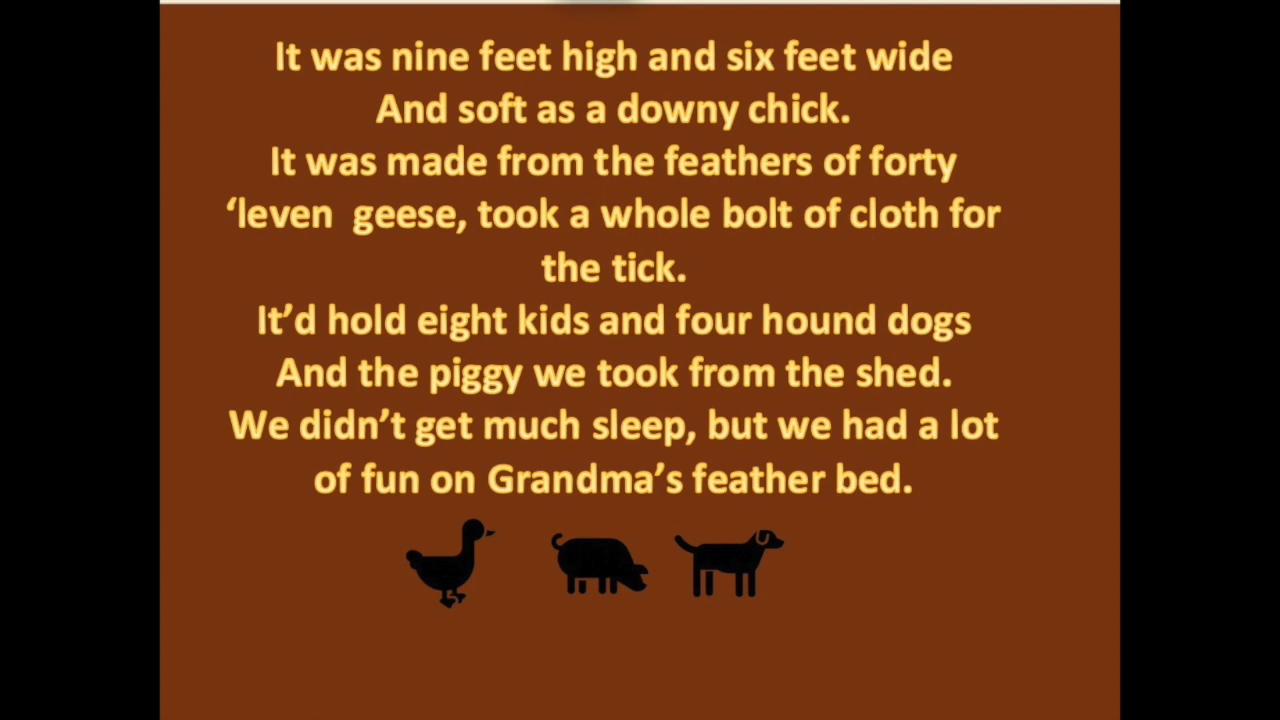 It was nine feet high and six feet wide
And soft as a downy chick.
It was made from the feathers of forty
‘leven  geese, took a whole bolt of cloth for
the tick.
It’d hold eight kids and four hound dogs
And the piggy we took from the shed.
We didn’t get much sleep, but we had a lot
of fun on Grandma’s feather bed.